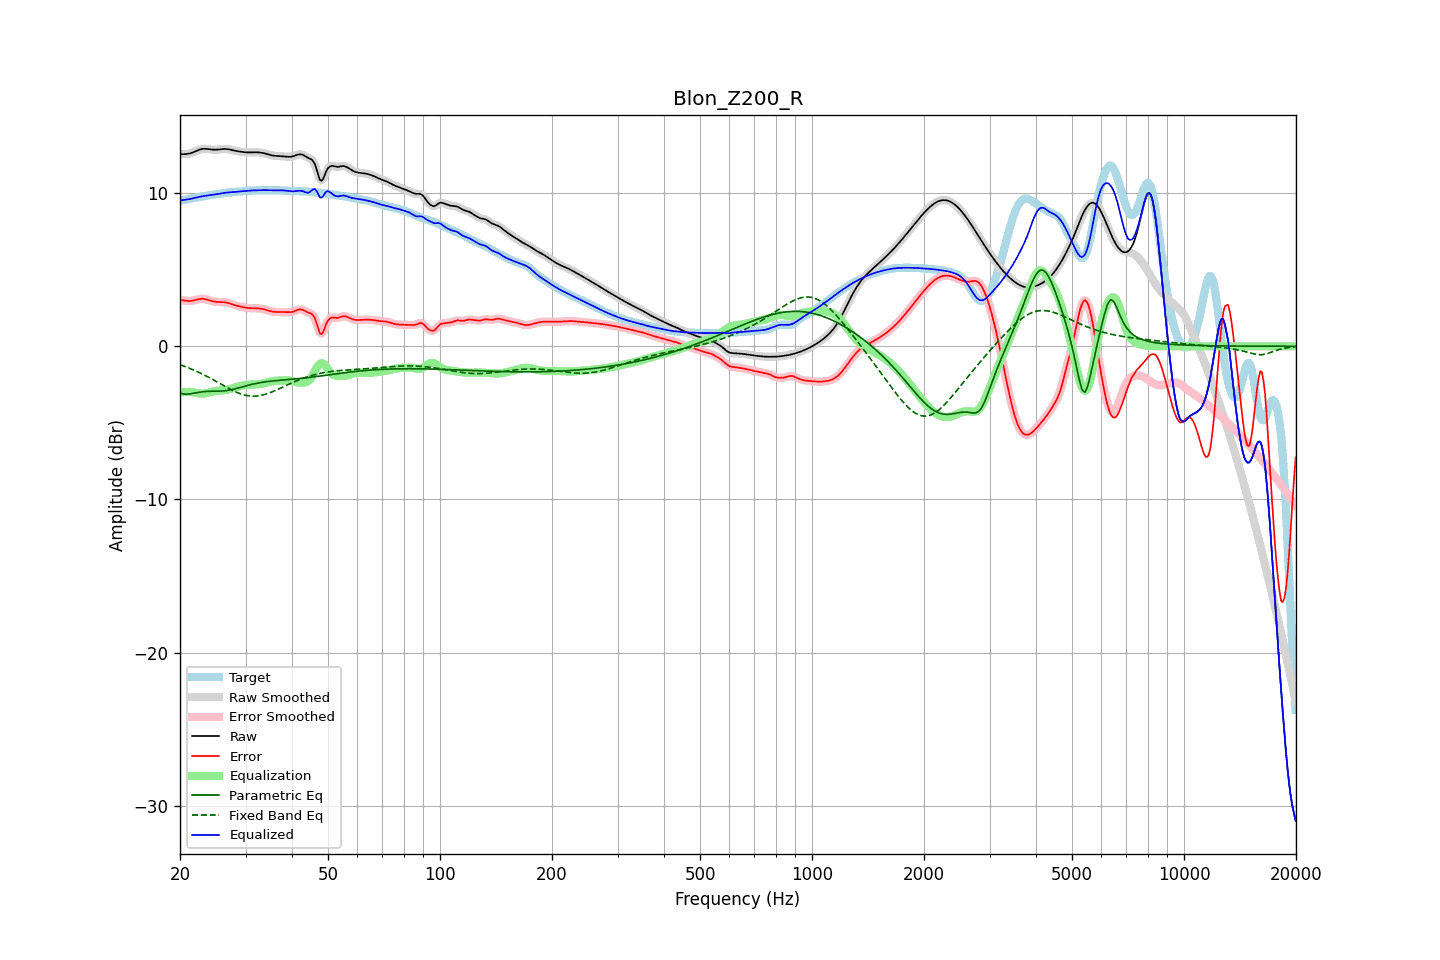 Blon_Z200_R
10
0
−10
−20
−30
Amplitude (dBr)
Target
Raw Smoothed
Error Smoothed
Raw
Error
Equalization
Parametric Eq
Fixed Band Eq
Equalized
20 50 100 200 500 1000 2000 5000 10000 20000
Frequency (Hz)